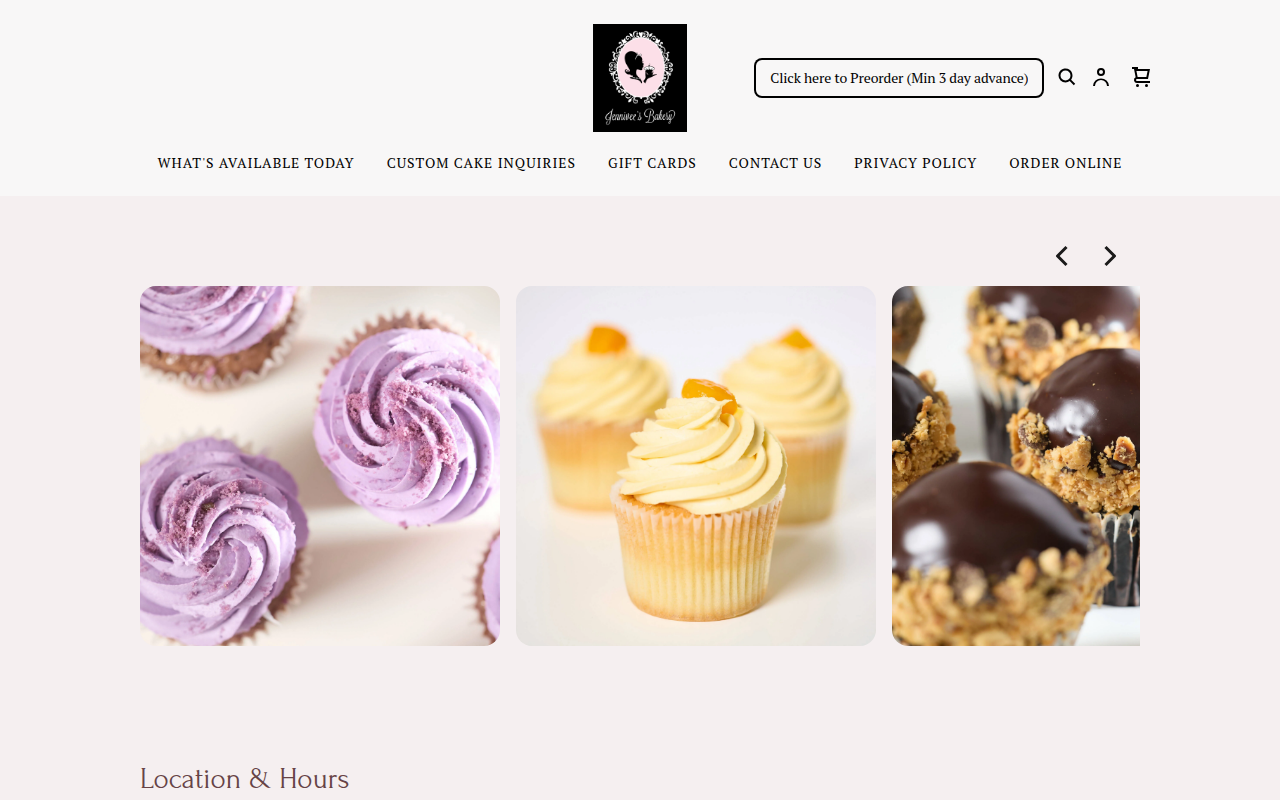 Jennivee's Bakery
Click here to Preorder (Min 3 day advance)
WHAT'S AVAILABLE TODAY
CUSTOM CAKE INQUIRIES
GIFT CARDS
CONTACT US
PRIVACY POLICY
ORDER ONLINE
Location & Hours